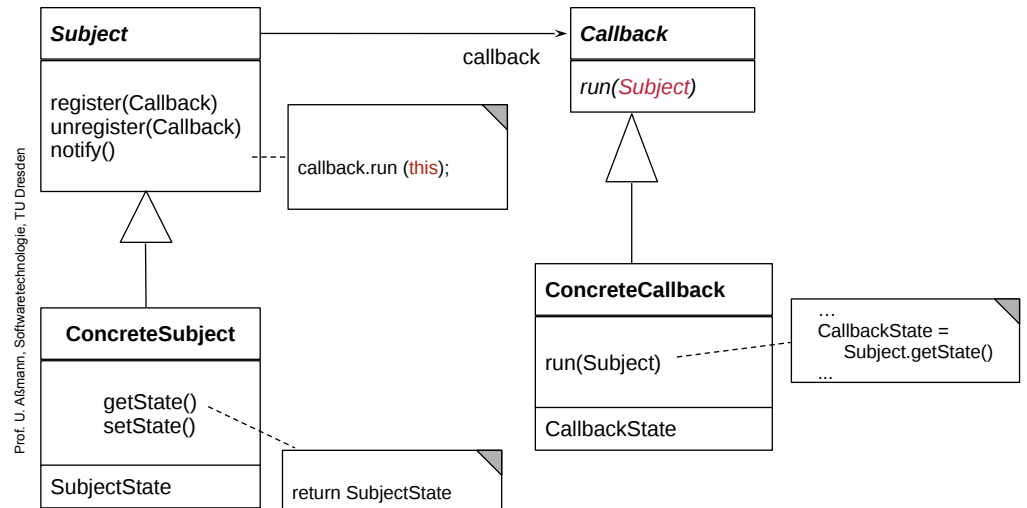 Subject
register(Callback)
unregister(Callback)
notify()
callback
Callback
run(Subject)
callback.run (this);
ConcreteSubject
getState()
setState()
SubjectState
return SubjectState
ConcreteCallback
run(Subject)
CallbackState
...
CallbackState =
Subject.getState()
...
Prof. U. Aßmann, Softwaretechnologie, TU Dresden